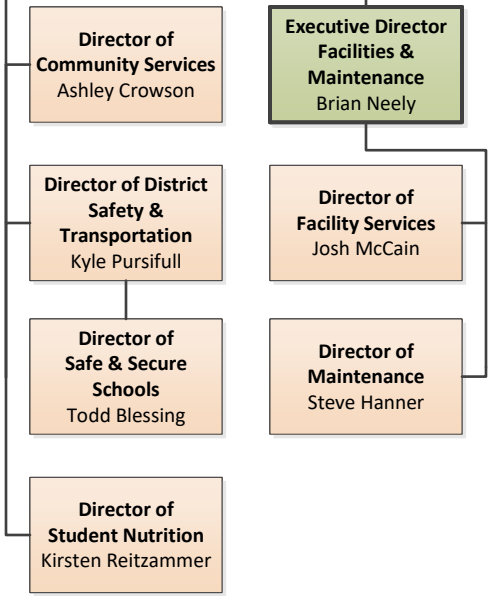 Director of
Community Services
Ashley Crowson
Executive Director
Facilities &
Maintenance
Brian Neely
Director of District
Safety &
Transportation
Kyle Pursifull
Director of
Facility Services
Josh McCain
Director of
Safe & Secure
Schools
Todd Blessing
Director of
Maintenance
Steve Hanner
Director of
Student Nutrition
Kirsten Reitzammer